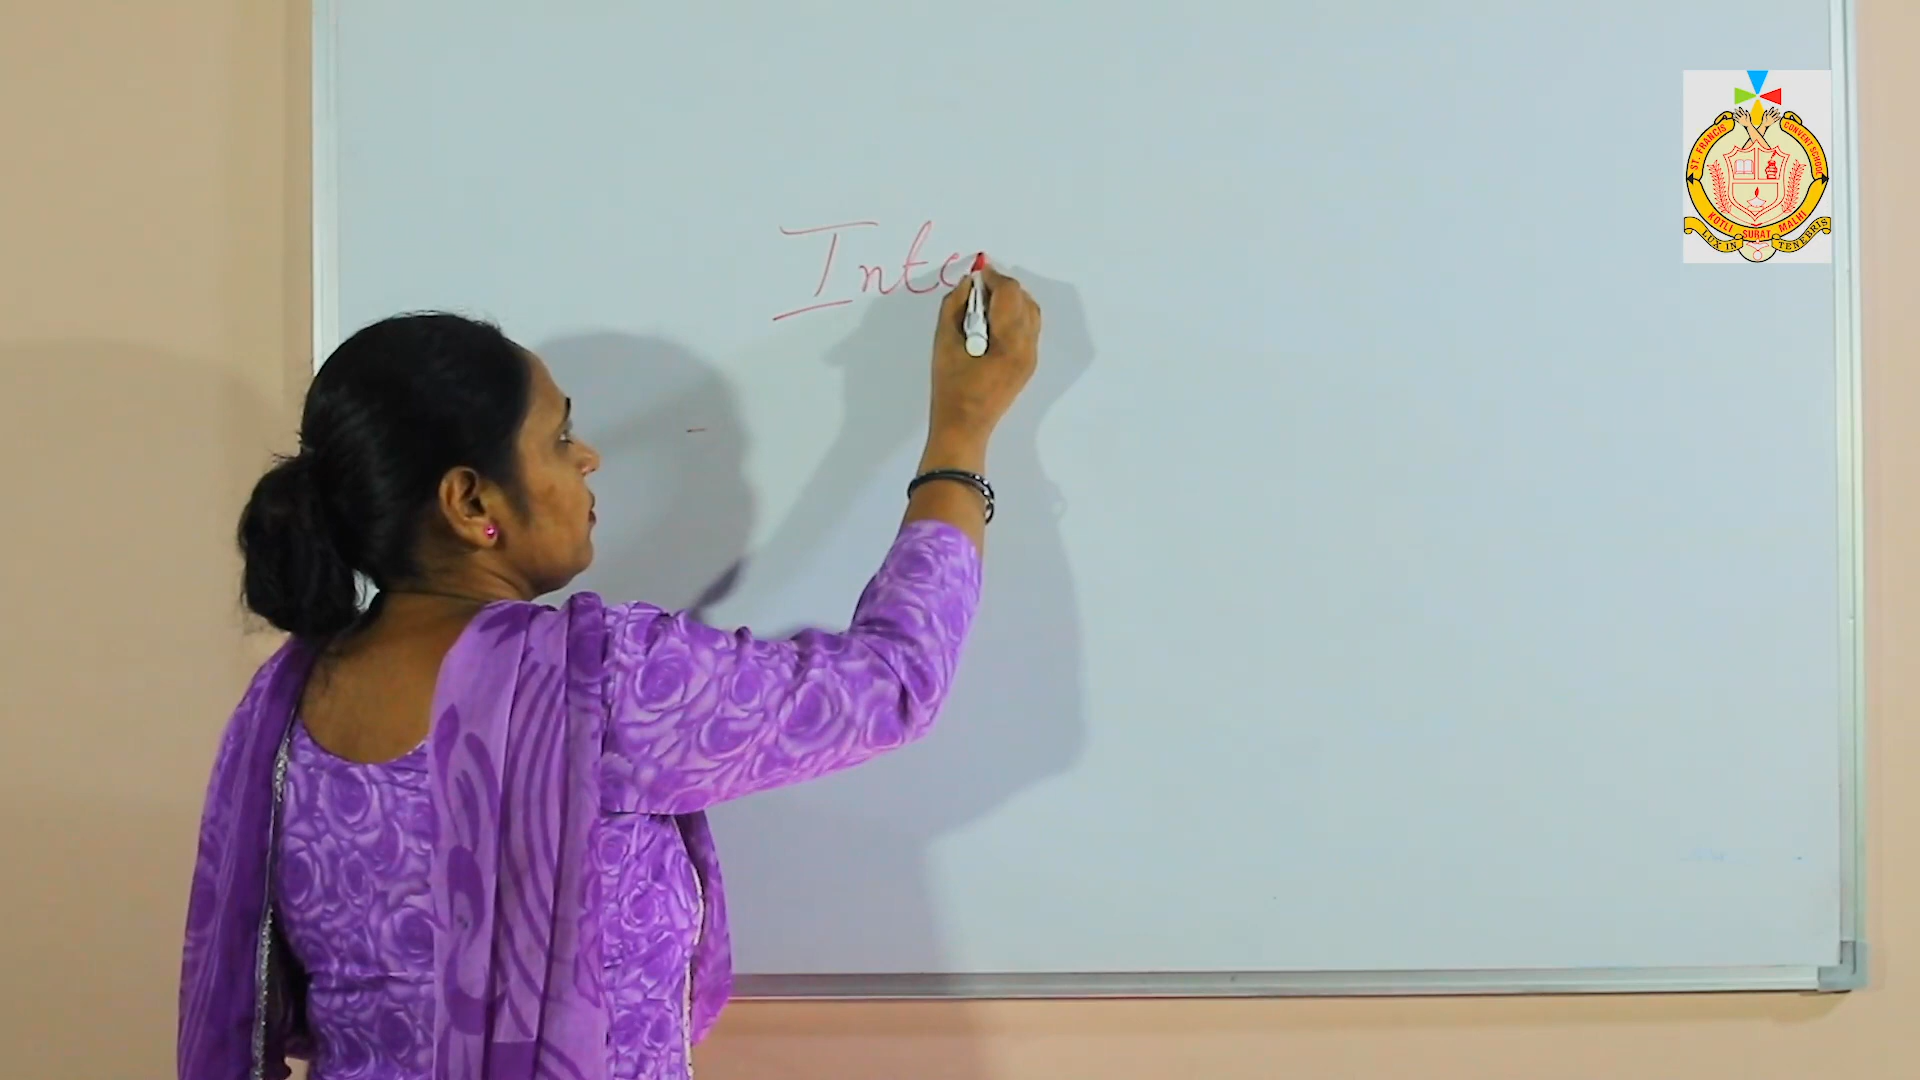 Inte
ST. FRANCIS CONVENT SCHOOL
KOTLI SURAT MALHI
LUX IN TENEBRIS